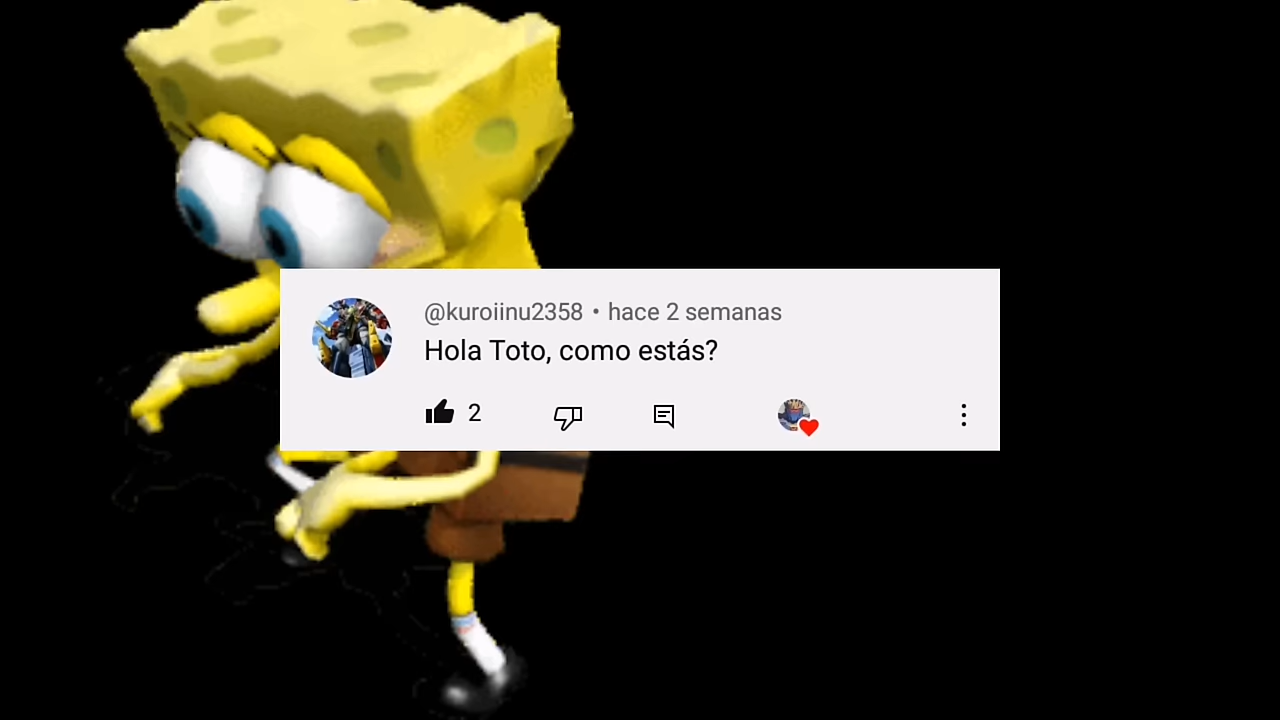 @kuroiinu2358 • hace 2 semanas
Hola Toto, como estás?
2